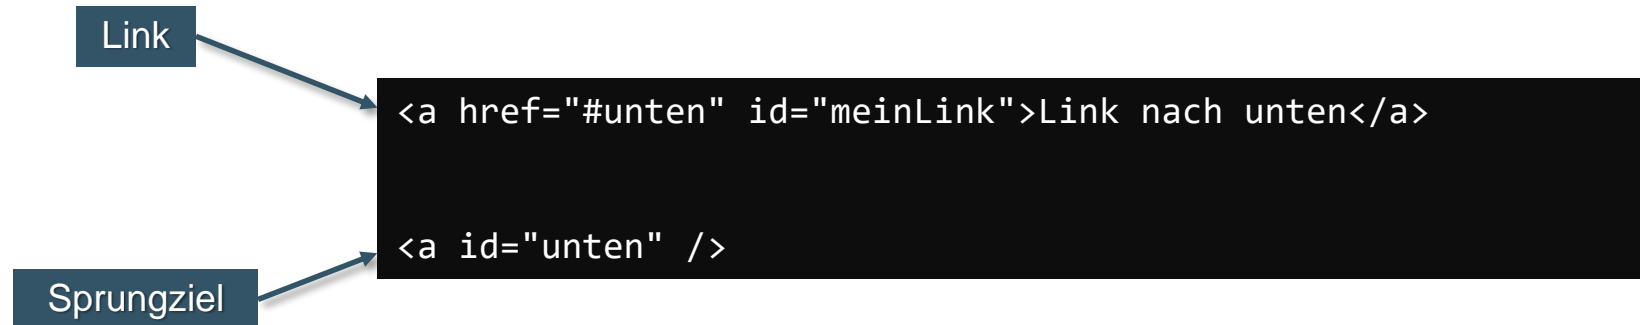 Link
<a href="#unten" id="meinLink">Link nach unten</a>
<a id="unten" />
Sprungziel